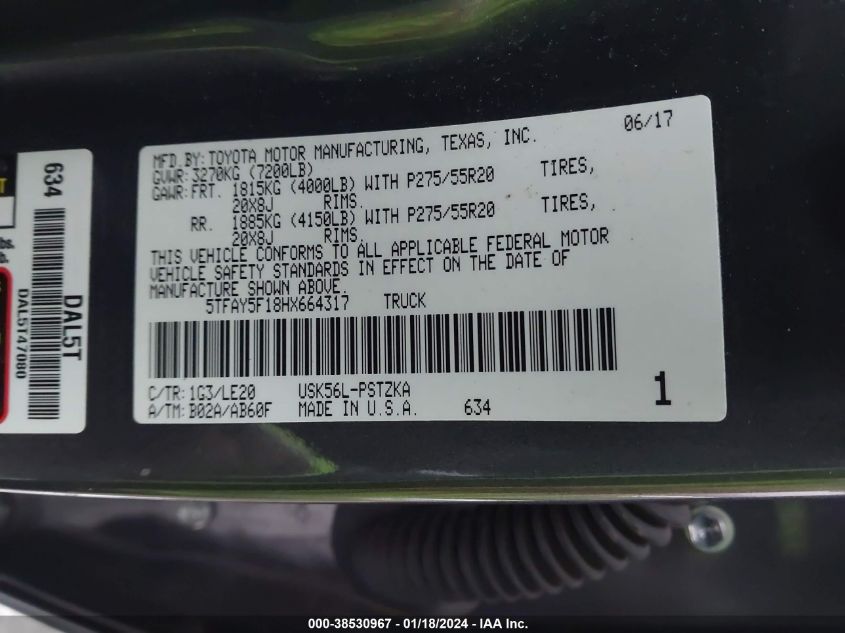 634
T
bs.
b.
DAL5T
DAL5T47080
MFD.BY:TOYOTA MOTOR MANUFACTURING, TEXAS, INC. 06/17
GVWR: 3270KG (7200LB)
GAWR: FRT. 1815KG (4000LB) WITH P275/55R20 TIRES,
20X8J RIMS.
RR. 1885KG (4150LB) WITH P275/55R20 TIRES,
20X8J RIMS.
THIS VEHICLE CONFORMS TO ALL APPLICABLE FEDERAL MOTOR
VEHICLE SAFETY STANDARDS IN EFFECT ON THE DATE OF
MANUFACTURE SHOWN ABOVE.
5TFAY5F18HX664317 TRUCK
C/TR: 1G3/LE20 USK56L-PSTZKA
A/TM: B02A/AB60F MADE IN U.S.A. 634 1
000-38530967 - 01/18/2024 - IAA Inc.